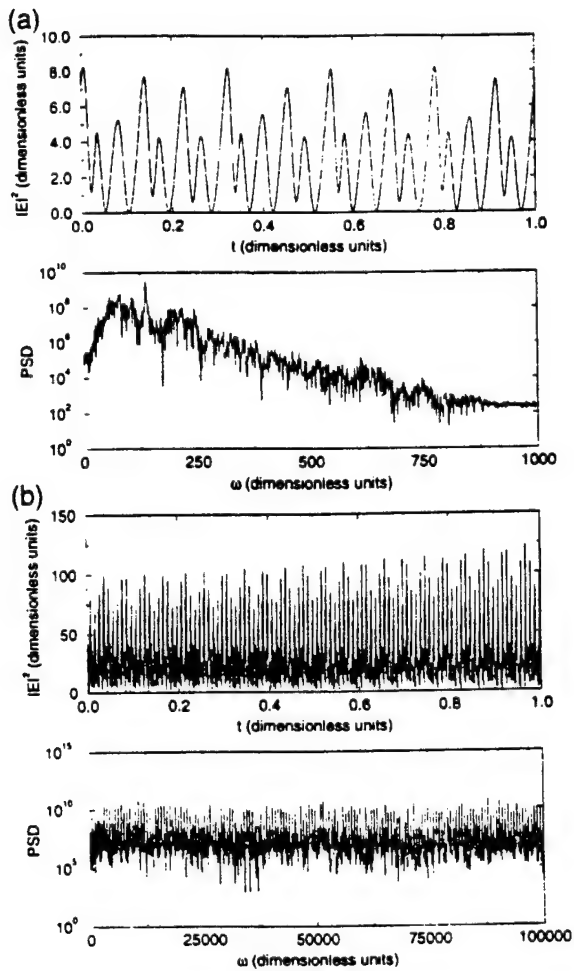 (a)
|E|² (dimensionless units)
10.0
8.0
6.0
4.0
2.0
0.0
0.0 0.2 0.4 0.6 0.8 1.0
t (dimensionless units)
PSD
10¹⁰
10⁸
10⁶
10⁴
10²
10⁰
0 250 500 750 1000
ω (dimensionless units)
(b)
|E|² (dimensionless units)
150
100
50
0
0.0 0.2 0.4 0.6 0.8 1.0
t (dimensionless units)
PSD
10¹⁵
10¹⁰
10⁵
10⁰
0 25000 50000 75000 100000
ω (dimensionless units)